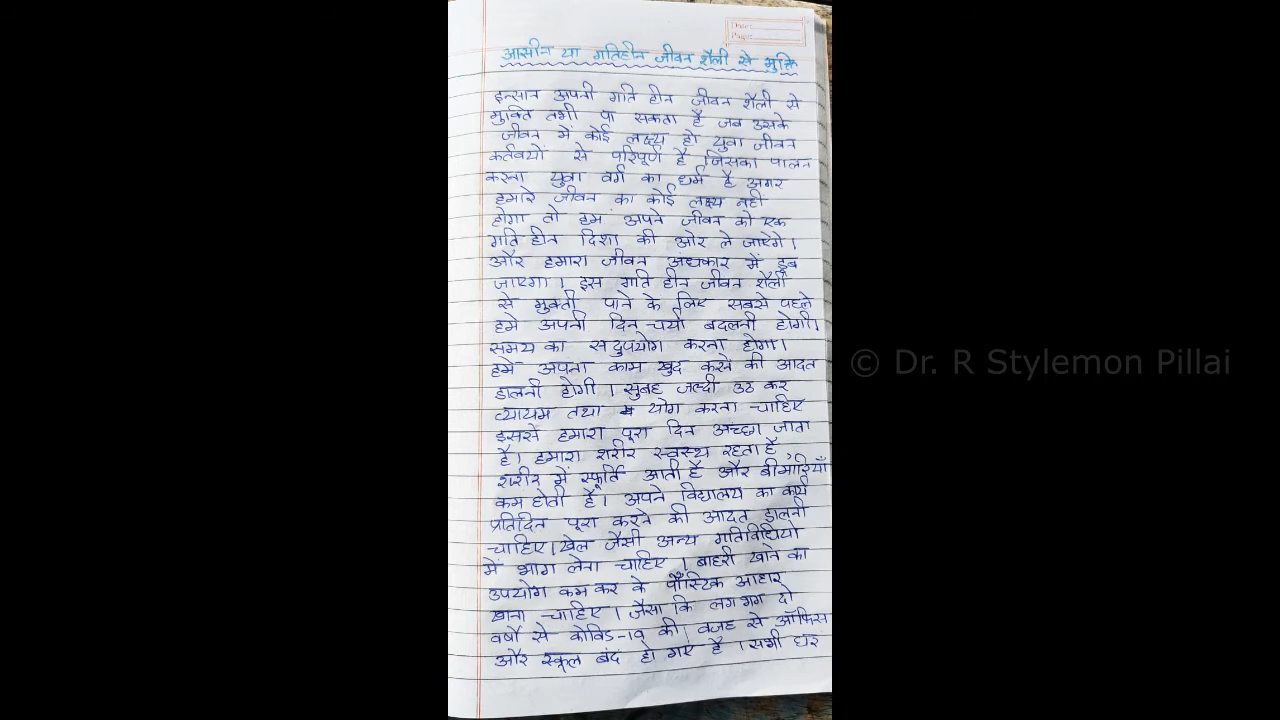 Date:
Page:
आसीन या गतिहीन जीवन शैली से मुक्ति
इन्सान अपनी गति हीन जीवन शैली से
मुक्ति तभी पा सकता है जब उसके
जीवन में कोई लक्ष्य हो युवा जीवन
कर्तवयों से परिपूर्ण है जिसका पालन
करना युवा वर्ग का धर्म है अगर
हमारे जीवन का कोई लक्ष्य नही
होगा तो हम अपने जीवन को एक
गति हीन दिशा की ओर ले जाएंगे।
और हमारा जीवन अधंकार में डूब
जाएगा। इस गति हीन जीवन शैली
से मुक्ती पाने के लिए सबसे पहले
हमे अपनी दिन चर्या बदलनी होगी।
समय का सदुपयोग करना होगा।
हमे अपना काम खुद करने की आदत
डालनी होगी। सुबह जल्दी उठ कर
व्यायम तथा योग करना चाहिए
इससे हमारा पूरा दिन अच्छा जाता
है। हमारा शरीर स्वस्थ रहता है,
शरीर में स्फूर्ति आती है और बीमारियाँ
कम होती है। अपने विद्यालय का कार्य
प्रतिदिन पूरा करने की आदत डालनी
चाहिए। खेल जैसी अन्य गतिविधियो
में भाग लेना चाहिए। बाहरी खाने का
उपयोग कम कर के पौस्टिक आहार
खाना चाहिए। जैसा कि लग भग दो
वर्षो से कोविड-19 की वजह से ऑफिस
और स्कूल बंद हो गए है। सभी घर
© Dr. R Stylemon Pillai